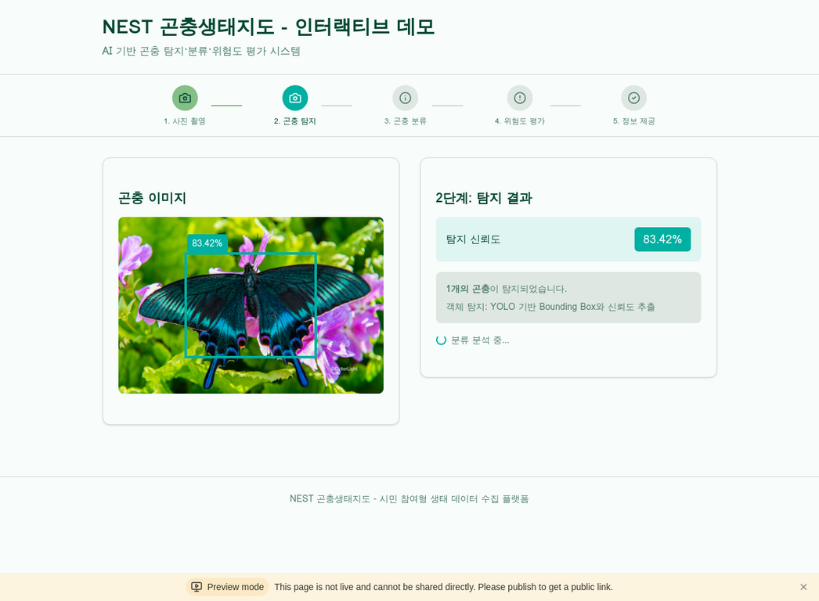 NEST 곤충생태지도 - 인터랙티브 데모
AI 기반 곤충 탐지·분류·위험도 평가 시스템
1. 사진 촬영
2. 곤충 탐지
3. 곤충 분류
4. 위험도 평가
5. 정보 제공
곤충 이미지
83.42%
2단계: 탐지 결과
탐지 신뢰도
83.42%
1개의 곤충이 탐지되었습니다.
객체 탐지: YOLO 기반 Bounding Box와 신뢰도 추출
분류 분석 중...
NEST 곤충생태지도 - 시민 참여형 생태 데이터 수집 플랫폼
Preview mode
This page is not live and cannot be shared directly. Please publish to get a public link.